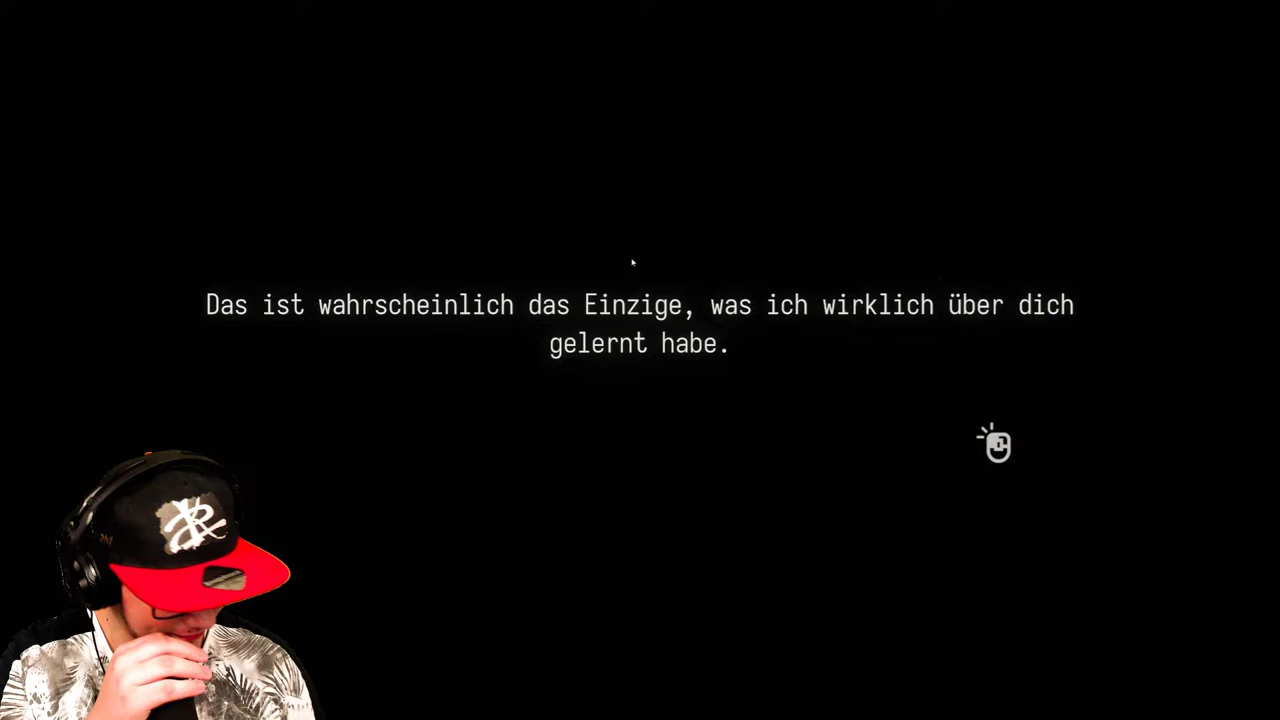 Das ist wahrscheinlich das Einzige, was ich wirklich über dich
gelernt habe.